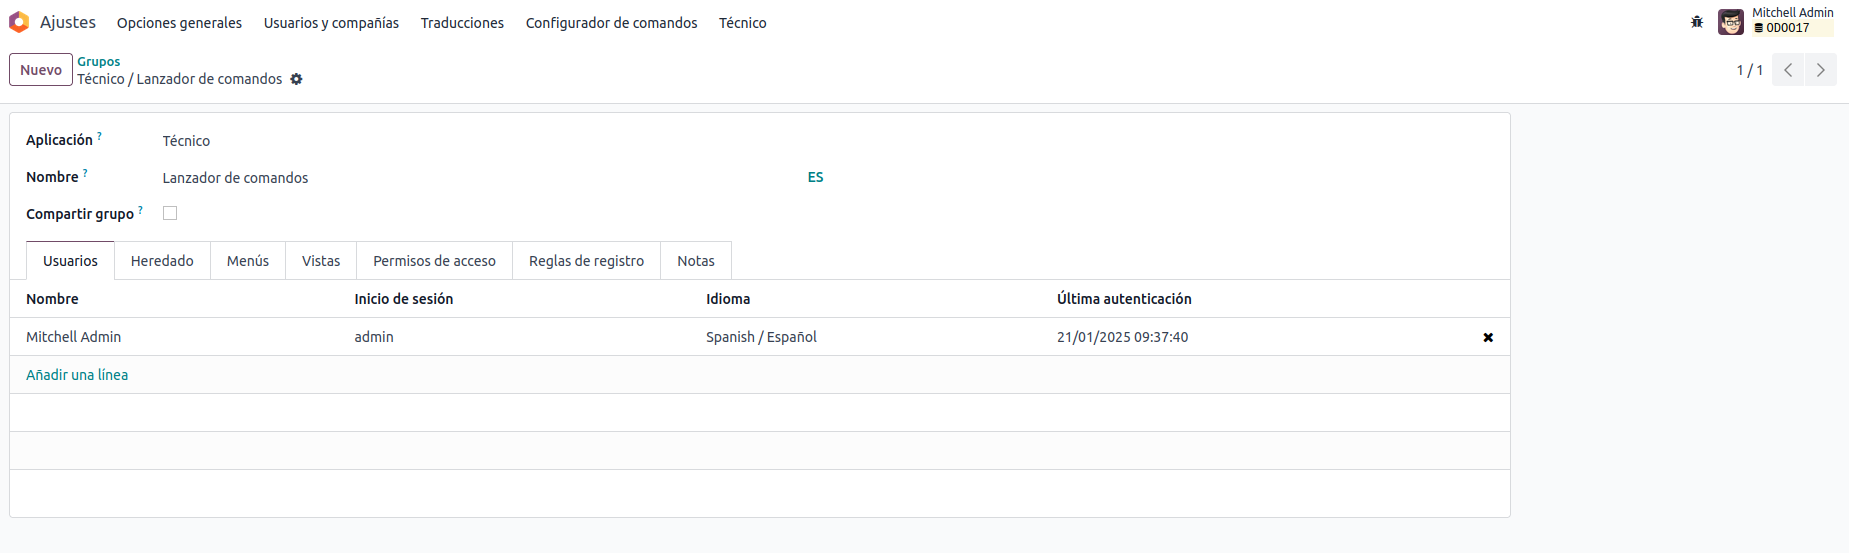 Ajustes Opciones generales Usuarios y compañías Traducciones Configurador de comandos Técnico Mitchell Admin
ODOO17
Nuevo Grupos
Técnico / Lanzador de comandos 1 / 1
Aplicación ? Técnico
Nombre ? Lanzador de comandos ES
Compartir grupo ?
Usuarios Heredado Menús Vistas Permisos de acceso Reglas de registro Notas
Nombre Inicio de sesión Idioma Última autenticación
Mitchell Admin admin Spanish / Español 21/01/2025 09:37:40
Añadir una línea